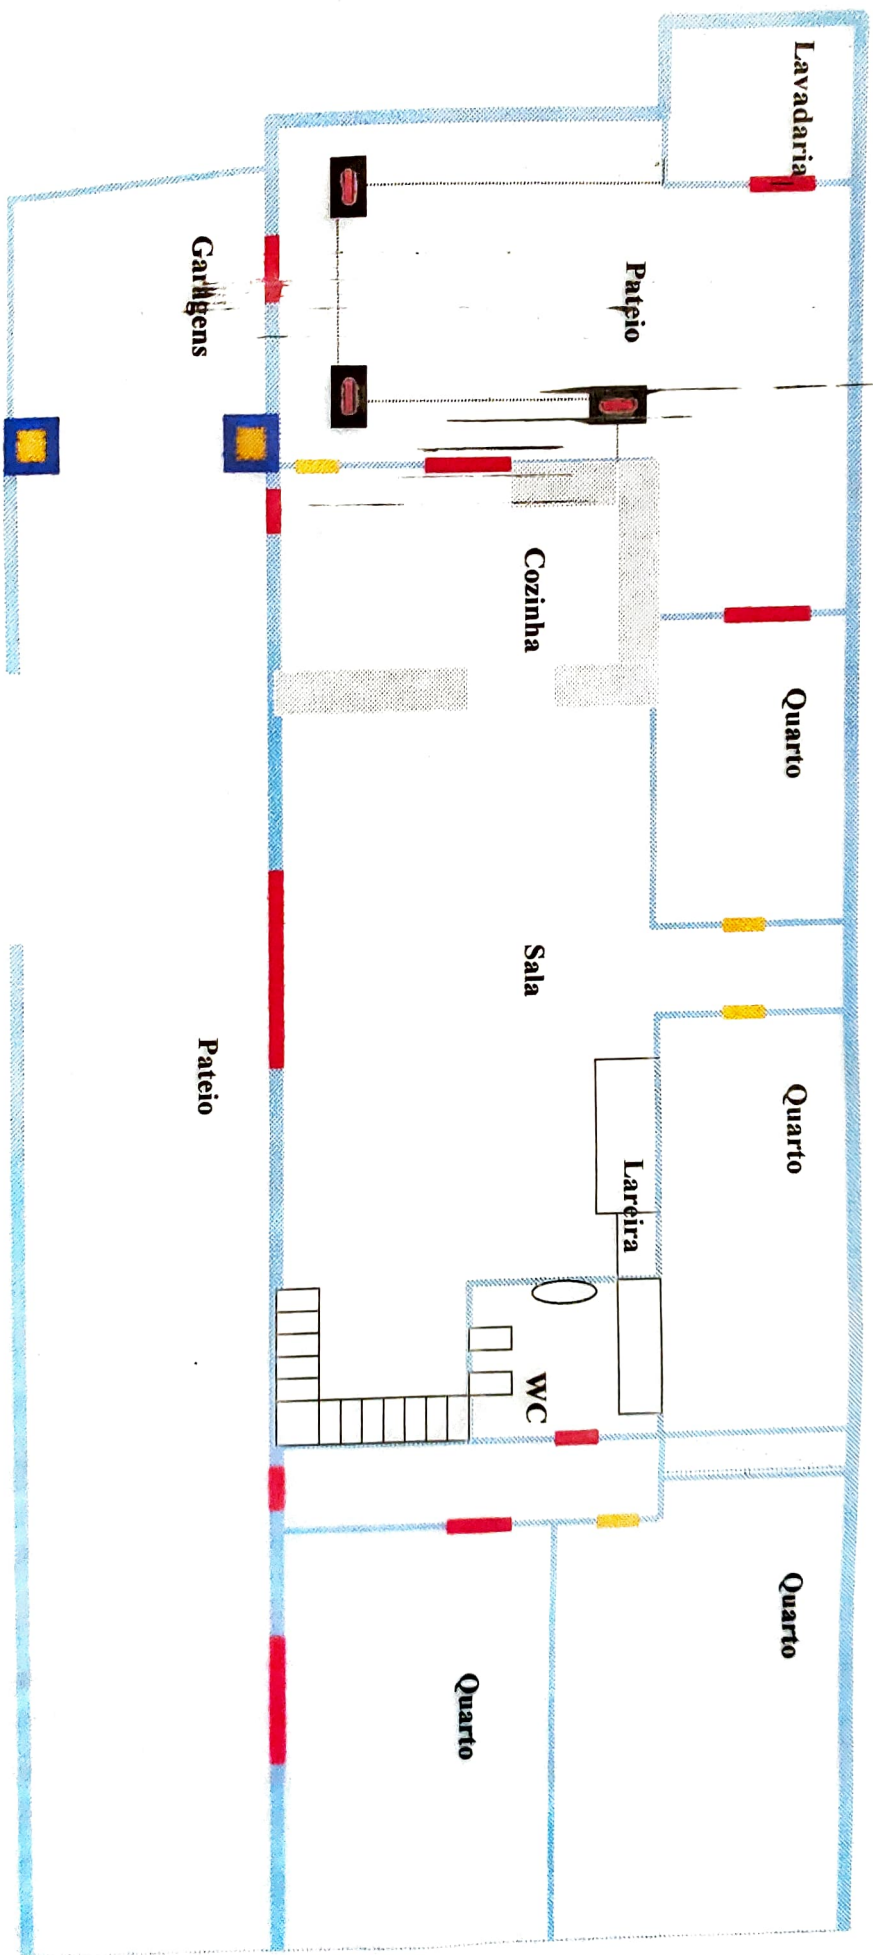 Lavadaria
Pateio
Garagens
Cozinha
Quarto
Sala
Quarto
Pateio
Lareira
WC
Quarto
Quarto